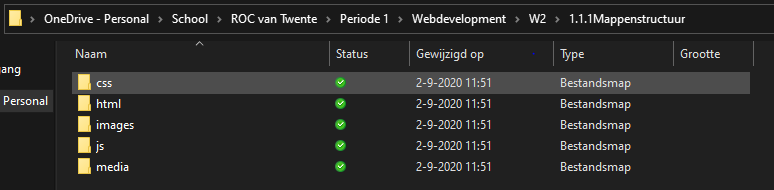 OneDrive - Personal > School > ROC van Twente > Periode 1 > Webdevelopment > W2 > 1.1.1Mappenstructuur
Naam Status Gewijzigd op Type Grootte
gang
css 2-9-2020 11:51 Bestandsmap
Personal html 2-9-2020 11:51 Bestandsmap
images 2-9-2020 11:51 Bestandsmap
js 2-9-2020 11:51 Bestandsmap
media 2-9-2020 11:51 Bestandsmap